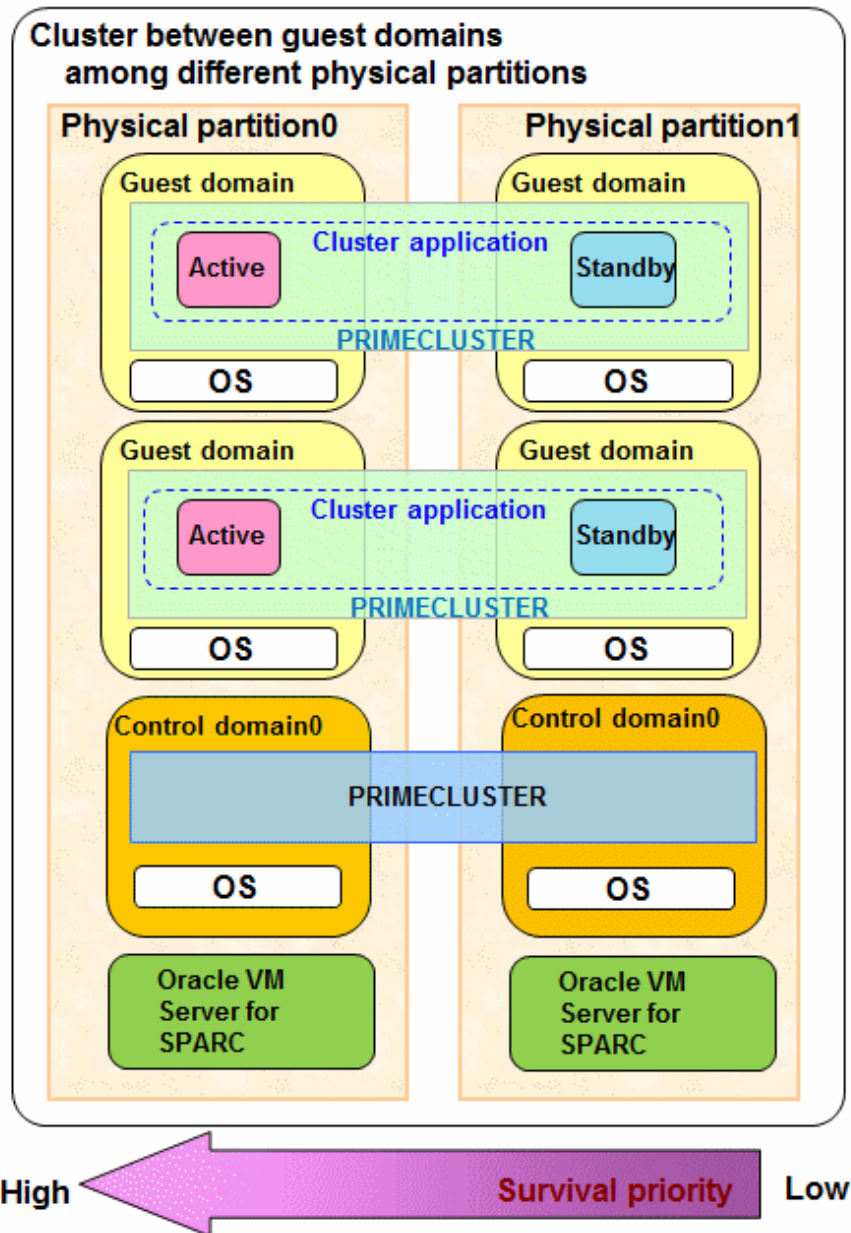 Cluster between guest domains
among different physical partitions
Physical partition0
Physical partition1
Guest domain
Guest domain
Cluster application
Active
Standby
PRIMECLUSTER
OS
OS
Guest domain
Guest domain
Cluster application
Active
Standby
PRIMECLUSTER
OS
OS
Control domain0
Control domain0
PRIMECLUSTER
OS
OS
Oracle VM
Server for
SPARC
Oracle VM
Server for
SPARC
High
Survival priority
Low